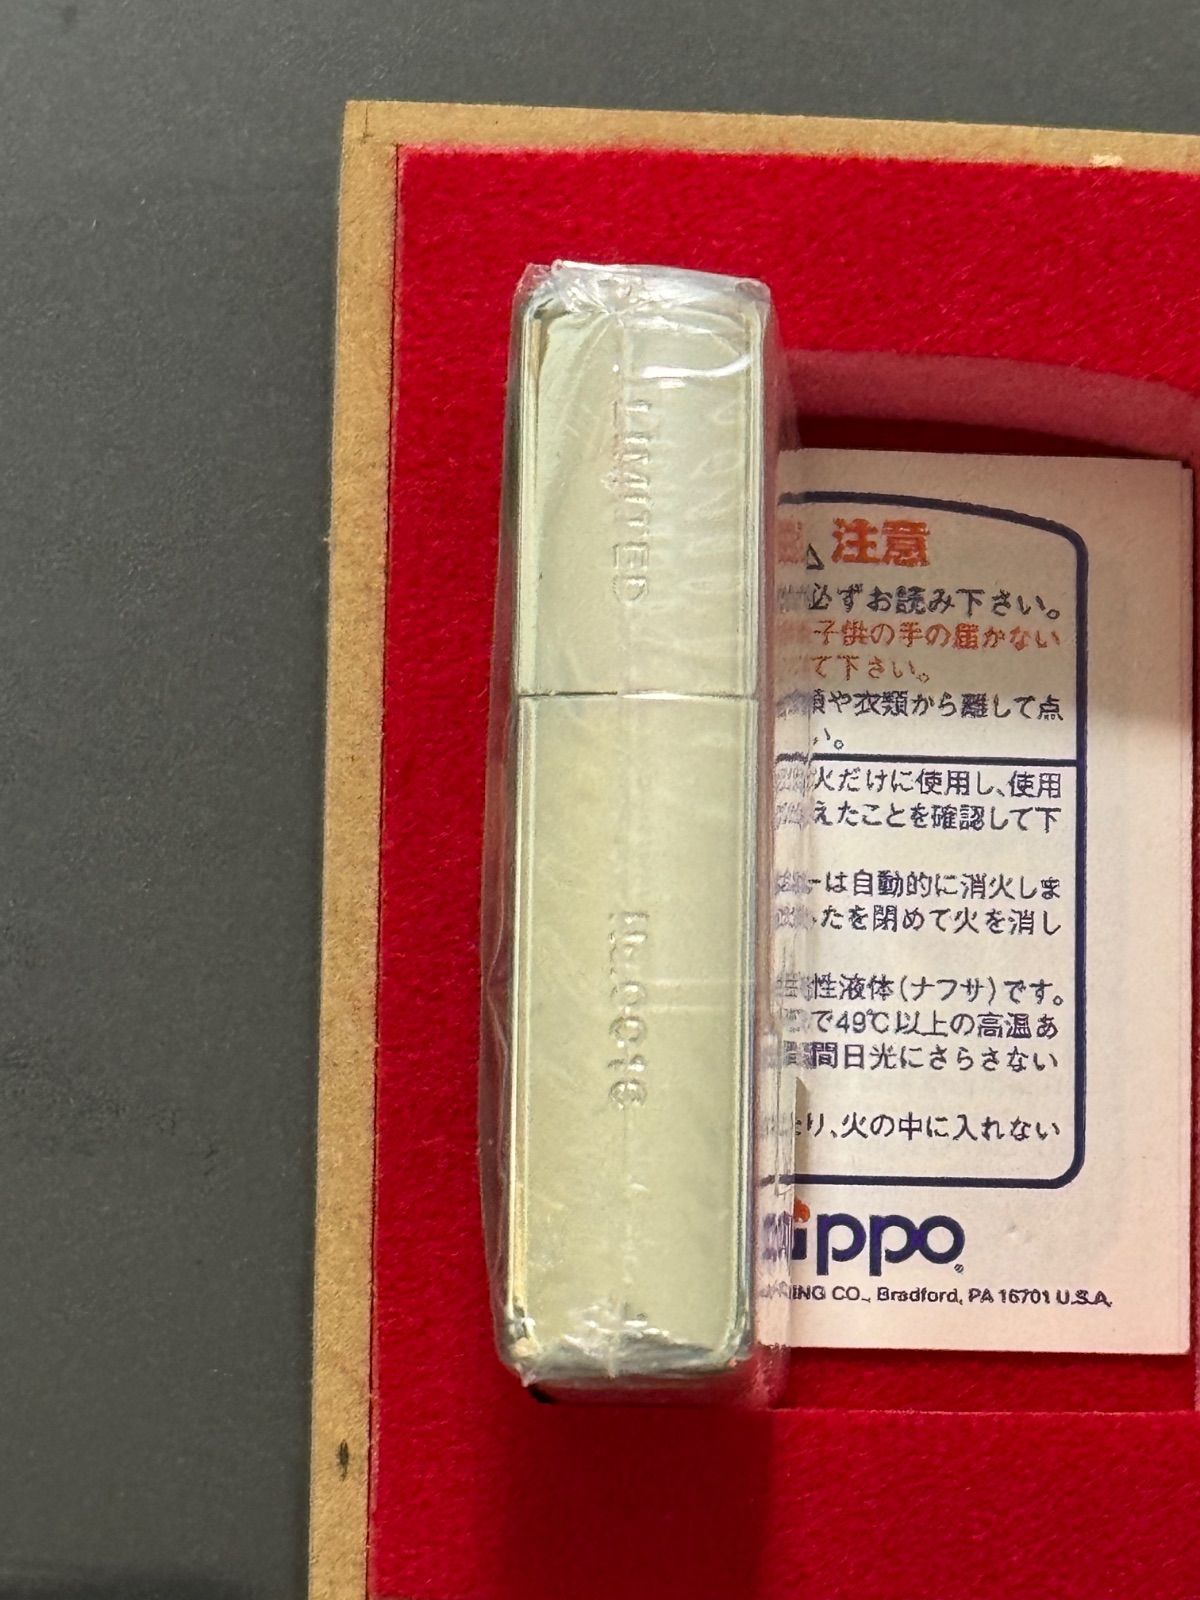 LIMITED
No.0016
注意
必ずお読み下さい。
子供の手の届かない
て下さい。
や衣類から離して点
い。
火だけに使用し、使用
えたことを確認して下
ーは自動的に消火しま
たを閉めて火を消し
性液体(ナフサ)です。
で49℃以上の高温あ
間日光にさらさない
り、火の中に入れない
zippo
CO., Bradford, PA 16701 U.S.A.